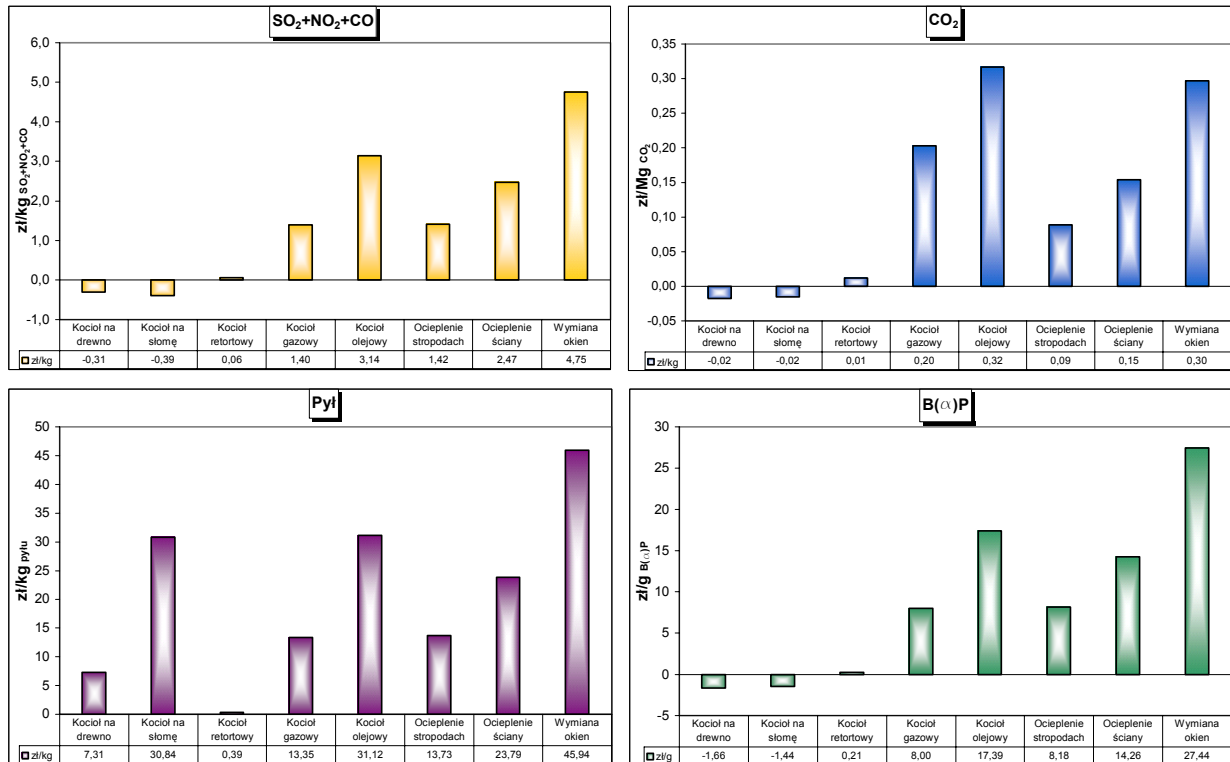 SO₂+NO₂+CO
zł/kg SO₂+NO₂+CO
6,0
5,0
4,0
3,0
2,0
1,0
0,0
-1,0
Kocioł na drewno Kocioł na słomę Kocioł retortowy Kocioł gazowy Kocioł olejowy Ocieplenie stropodach Ocieplenie ściany Wymiana okien
zł/kg -0,31 -0,39 0,06 1,40 3,14 1,42 2,47 4,75
CO₂
zł/Mg CO₂
0,35
0,30
0,25
0,20
0,15
0,10
0,05
0,00
-0,05
Kocioł na drewno Kocioł na słomę Kocioł retortowy Kocioł gazowy Kocioł olejowy Ocieplenie stropodach Ocieplenie ściany Wymiana okien
zł/kg -0,02 -0,02 0,01 0,20 0,32 0,09 0,15 0,30
Pył
zł/kg pyłu
50
45
40
35
30
25
20
15
10
5
0
Kocioł na drewno Kocioł na słomę Kocioł retortowy Kocioł gazowy Kocioł olejowy Ocieplenie stropodach Ocieplenie ściany Wymiana okien
zł/kg 7,31 30,84 0,39 13,35 31,12 13,73 23,79 45,94
B(α)P
zł/g B(α)P
30
25
20
15
10
5
0
-5
Kocioł na drewno Kocioł na słomę Kocioł retortowy Kocioł gazowy Kocioł olejowy Ocieplenie stropodach Ocieplenie ściany Wymiana okien
zł/g -1,66 -1,44 0,21 8,00 17,39 8,18 14,26 27,44